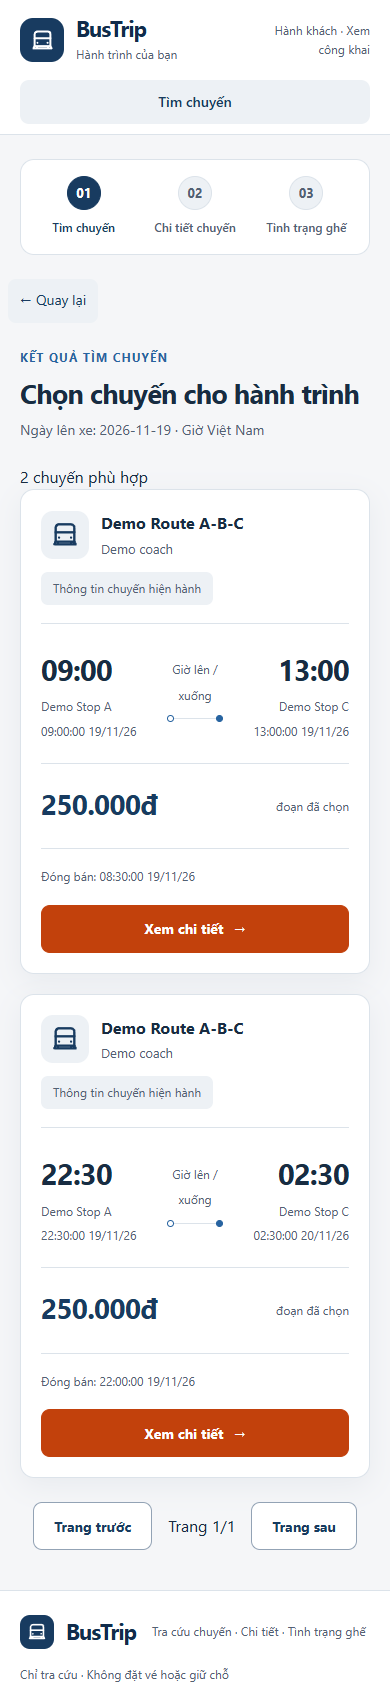 BusTrip
Hành trình của bạn
Hành khách · Xem
công khai
Tìm chuyến
01
02
03
Tìm chuyến
Chi tiết chuyến
Tình trạng ghế
← Quay lại
KẾT QUẢ TÌM CHUYẾN
Chọn chuyến cho hành trình
Ngày lên xe: 2026-11-19 · Giờ Việt Nam
2 chuyến phù hợp
Demo Route A-B-C
Demo coach
Thông tin chuyến hiện hành
09:00
Demo Stop A
09:00:00 19/11/26
Giờ lên /
xuống
13:00
Demo Stop C
13:00:00 19/11/26
250.000đ
đoạn đã chọn
Đóng bán: 08:30:00 19/11/26
Xem chi tiết →
Demo Route A-B-C
Demo coach
Thông tin chuyến hiện hành
22:30
Demo Stop A
22:30:00 19/11/26
Giờ lên /
xuống
02:30
Demo Stop C
02:30:00 20/11/26
250.000đ
đoạn đã chọn
Đóng bán: 22:00:00 19/11/26
Xem chi tiết →
Trang trước
Trang 1/1
Trang sau
BusTrip
Tra cứu chuyến · Chi tiết · Tình trạng ghế
Chỉ tra cứu · Không đặt vé hoặc giữ chỗ